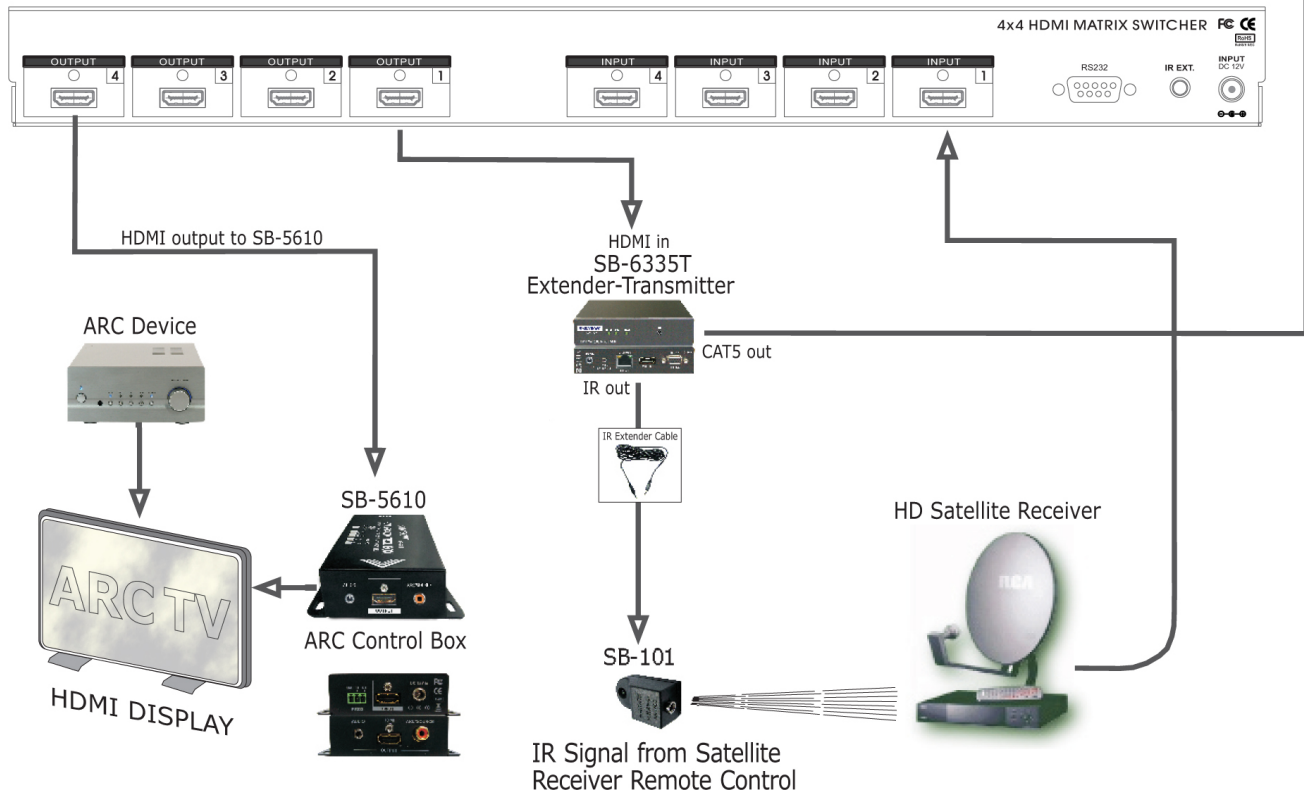 4x4 HDMI MATRIX SWITCHER FC CE
RoHS
OUTPUT
4
OUTPUT
3
OUTPUT
2
OUTPUT
1
INPUT
4
INPUT
3
INPUT
2
INPUT
1
RS232
IR EXT.
INPUT
DC 12V
HDMI output to SB-5610
HDMI in
SB-6335T
Extender-Transmitter
CAT5 out
IR out
IR Extender Cable
ARC Device
ARC TV
HDMI DISPLAY
SB-5610
ARC Control Box
SB-101
IR Signal from Satellite
Receiver Remote Control
HD Satellite Receiver
RCA